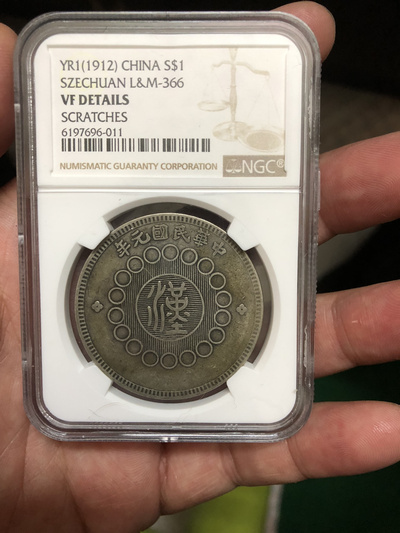 YR1(1912) CHINA S$1
SZECHUAN L&M-366
VF DETAILS
SCRATCHES
6197696-011
NUMISMATIC GUARANTY CORPORATION NGC®
中華民國元年
漢